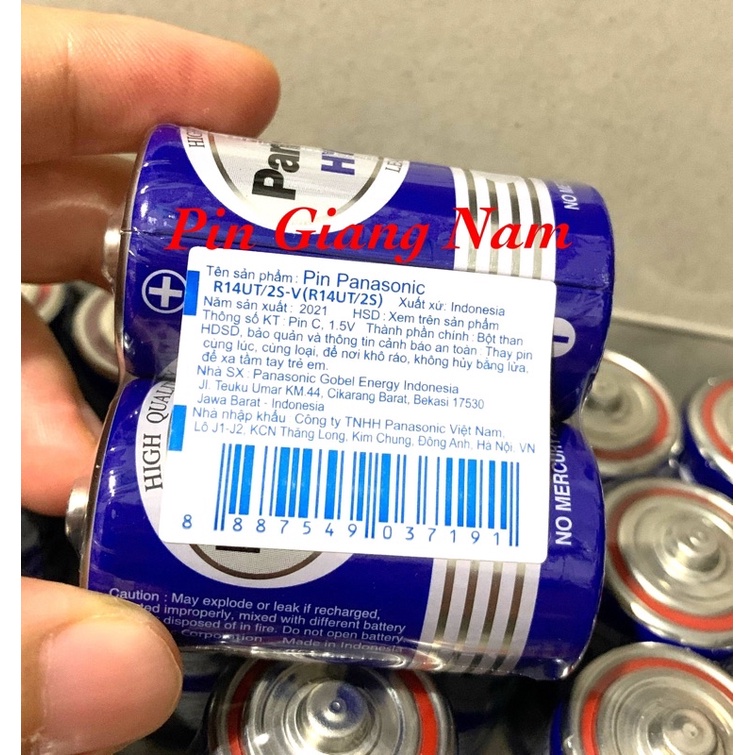 HIGH
Pan
LE
NO
Pin Giang Nam
Tên sản phẩm : Pin Panasonic
R14UT/2S-V(R14UT/2S) Xuất xứ: Indonesia
Năm sản xuất : 2021 HSD : Xem trên sản phẩm
Thông số KT : Pin C, 1.5V Thành phần chính : Bột than
HDSD, bảo quản và thông tin cảnh báo an toàn : Thay pin
cùng lúc, cùng loại, để nơi khô ráo, không hủy bằng lửa,
để xa tầm tay trẻ em.
Nhà SX : Panasonic Gobel Energy Indonesia
Jl. Teuku Umar KM.44, Cikarang Barat, Bekasi 17530
Jawa Barat - Indonesia
Nhà nhập khẩu : Công ty TNHH Panasonic Việt Nam,
Lô J1-J2, KCN Thăng Long, Kim Chung, Đông Anh, Hà Nội, VN
8 887549 037191
HIGH QUALI
NO MERCURY
Caution : May explode or leak if recharged,
improperly, mixed with different battery
disposed of in fire. Do not open battery
Corporation Made in Indonesia